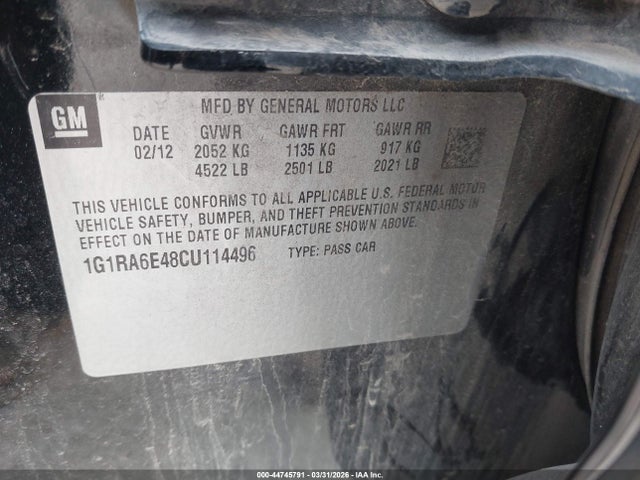 GM
MFD BY GENERAL MOTORS LLC
DATE GVWR GAWR FRT GAWR RR
02/12 2052 KG 1135 KG 917 KG
4522 LB 2501 LB 2021 LB
THIS VEHICLE CONFORMS TO ALL APPLICABLE U.S. FEDERAL MOTOR
VEHICLE SAFETY, BUMPER, AND THEFT PREVENTION STANDARDS IN
EFFECT ON THE DATE OF MANUFACTURE SHOWN ABOVE.
1G1RA6E48CU114496 TYPE: PASS CAR
000-44745791 - 03/31/2026 - IAAI.com